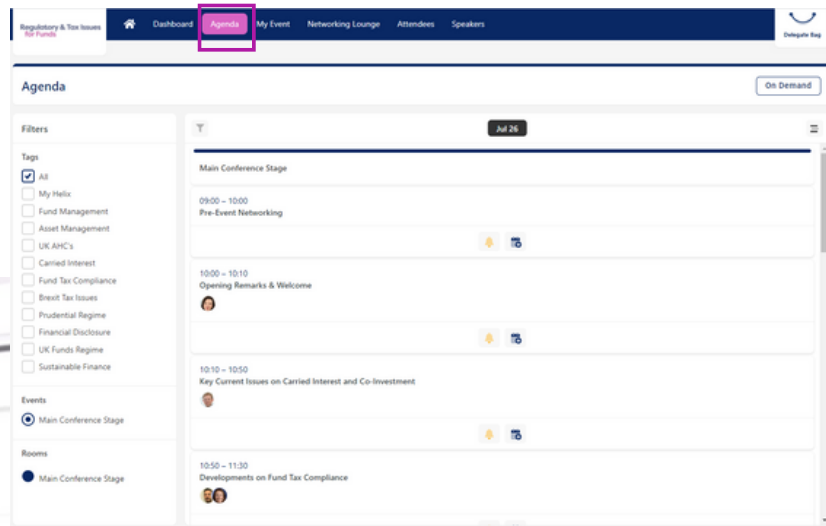 Regulatory & Tax Issues
for Funds
Dashboard
Agenda
My Event
Networking Lounge
Attendees
Speakers
Delegate Bag
Agenda
On Demand
Filters
Jul 26
Tags
All
My Helix
Fund Management
Asset Management
UK AHC's
Carried Interest
Fund Tax Compliance
Brexit Tax Issues
Prudential Regime
Financial Disclosure
UK Funds Regime
Sustainable Finance
Events
Main Conference Stage
Rooms
Main Conference Stage
Main Conference Stage
09:00 – 10:00
Pre-Event Networking
10:00 – 10:10
Opening Remarks & Welcome
10:10 – 10:50
Key Current Issues on Carried Interest and Co-Investment
10:50 – 11:30
Developments on Fund Tax Compliance